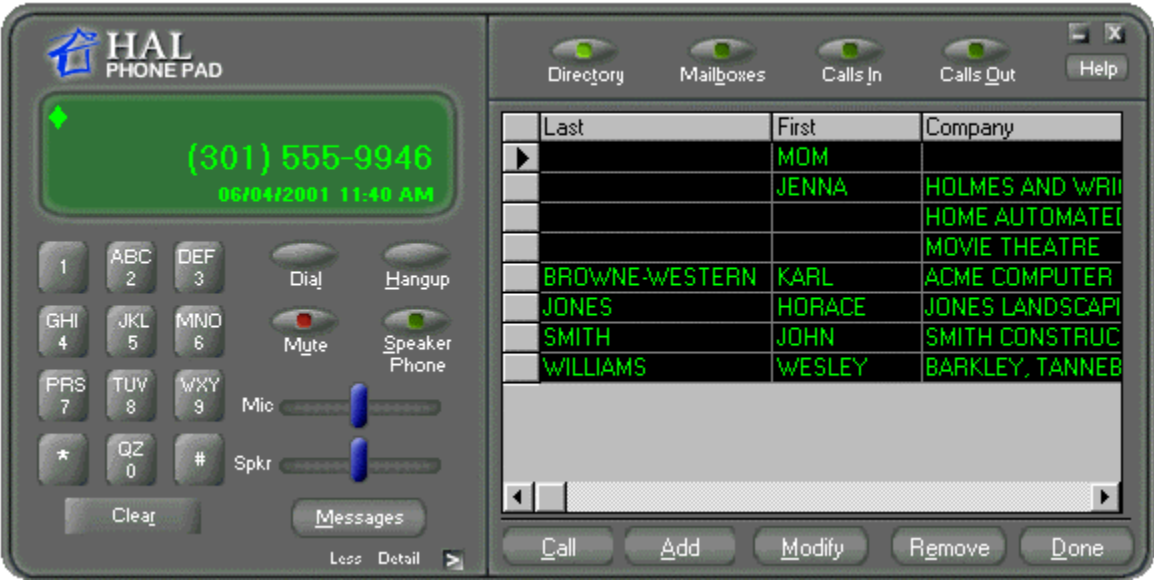 HAL
PHONE PAD
(301) 555-9946
06/04/2001 11:40 AM
1
ABC
2
DEF
3
GHI
4
JKL
5
MNO
6
PRS
7
TUV
8
WXY
9
*
QZ
0
#
Dial
Hangup
Mute
Speaker
Phone
Mic
Spkr
Clear
Messages
Less Detail >
Directory Mailboxes Calls In Calls Out
X
Help
Last First Company
MOM
JENNA HOLMES AND WRI
HOME AUTOMATED
MOVIE THEATRE
BROWNE-WESTERN KARL ACME COMPUTER
JONES HORACE JONES LANDSCAPI
SMITH JOHN SMITH CONSTRUC
WILLIAMS WESLEY BARKLEY, TANNEB
Call Add Modify Remove Done